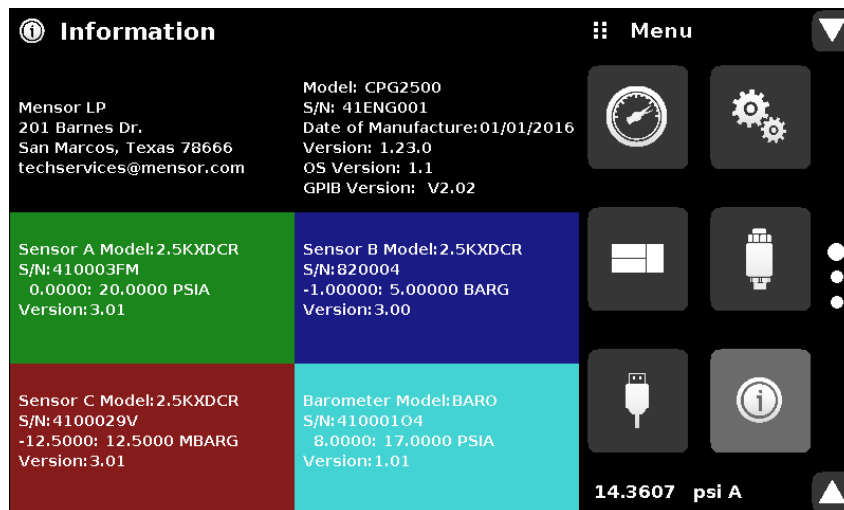 Information
Menu
Mensor LP
201 Barnes Dr.
San Marcos, Texas 78666
techservices@mensor.com
Model: CPG2500
S/N: 41ENG001
Date of Manufacture:01/01/2016
Version: 1.23.0
OS Version: 1.1
GPIB Version: V2.02
Sensor A Model:2.5KXDCR
S/N:410003FM
0.0000: 20.0000 PSIA
Version:3.01
Sensor B Model:2.5KXDCR
S/N:820004
-1.00000: 5.00000 BARG
Version:3.00
Sensor C Model:2.5KXDCR
S/N:4100029V
-12.5000: 12.5000 MBARG
Version:3.01
Barometer Model:BARO
S/N:410001O4
8.0000: 17.0000 PSIA
Version:1.01
14.3607 psi A